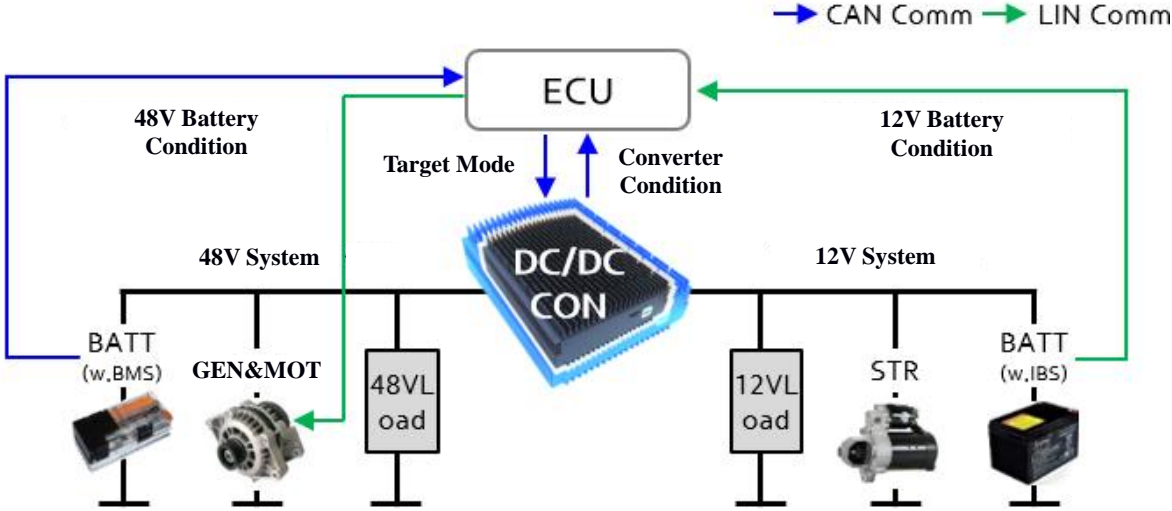 CAN Comm
LIN Comm
ECU
48V Battery
Condition
12V Battery
Condition
Target Mode
Converter
Condition
48V System
DC/DC
CON
12V System
BATT
(w.BMS)
GEN&MOT
48VL
oad
12VL
oad
STR
BATT
(w.IBS)